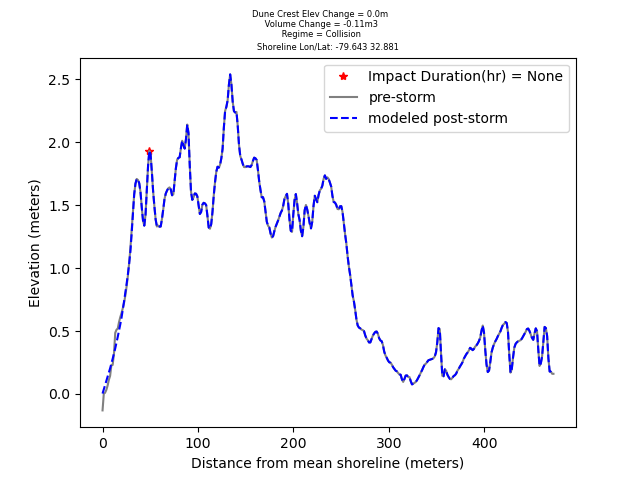 Dune Crest Elev Change = 0.0m
Volume Change = -0.11m3
Regime = Collision
Shoreline Lon/Lat: -79.643 32.881
Impact Duration(hr) = None
pre-storm
modeled post-storm
2.5
2.0
1.5
1.0
0.5
0.0
Elevation (meters)
0 100 200 300 400
Distance from mean shoreline (meters)